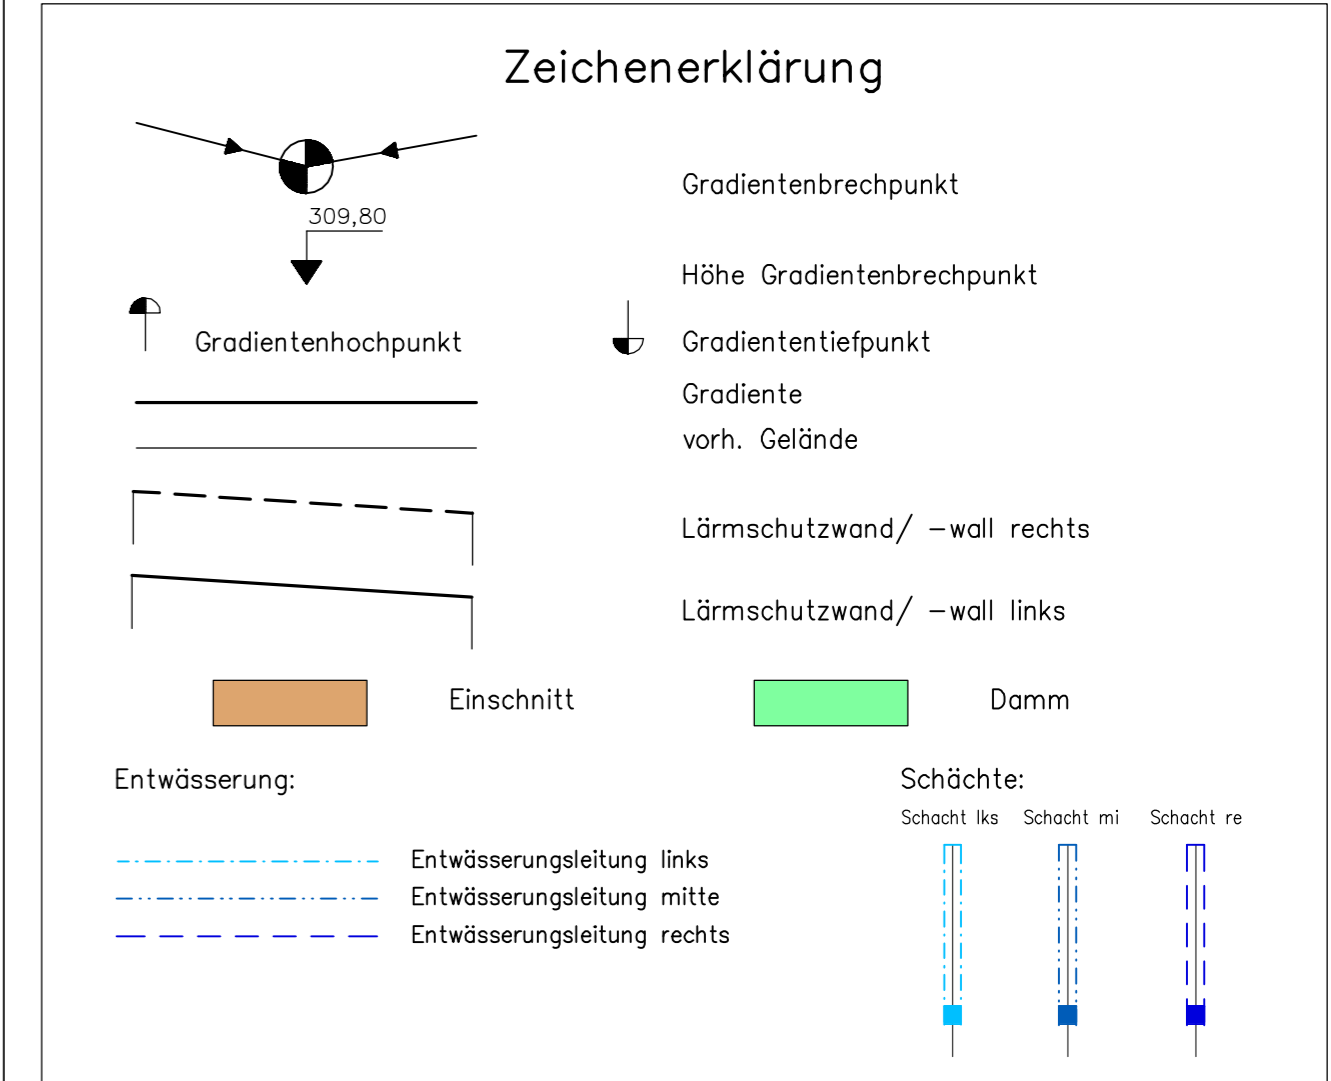 Zeichenerklärung
Gradientenbrechpunkt
309,80
Höhe Gradientenbrechpunkt
Gradientenhochpunkt
Gradiententiefpunkt
Gradiente
vorh. Gelände
Lärmschutzwand/ -wall rechts
Lärmschutzwand/ -wall links
Einschnitt
Damm
Entwässerung:
Schächte:
Schacht lks
Schacht mi
Schacht re
Entwässerungsleitung links
Entwässerungsleitung mitte
Entwässerungsleitung rechts